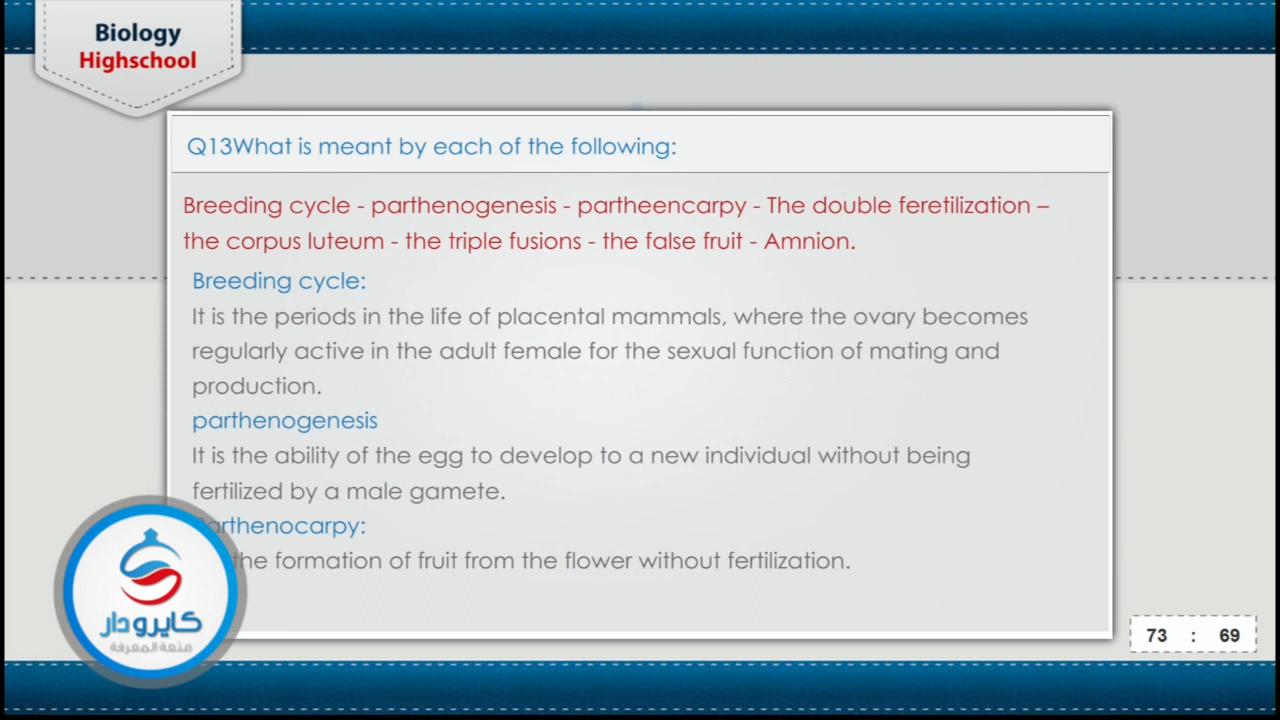 Biology
Highschool
Q13What is meant by each of the following:
Breeding cycle - parthenogenesis - partheencarpy - The double feretilization –
the corpus luteum - the triple fusions - the false fruit - Amnion.
Breeding cycle:
It is the periods in the life of placental mammals, where the ovary becomes
regularly active in the adult female for the sexual function of mating and
production.
parthenogenesis
It is the ability of the egg to develop to a new individual without being
fertilized by a male gamete.
Parthenocarpy:
the formation of fruit from the flower without fertilization.
كايرودار
متعة المعرفة
73 : 69